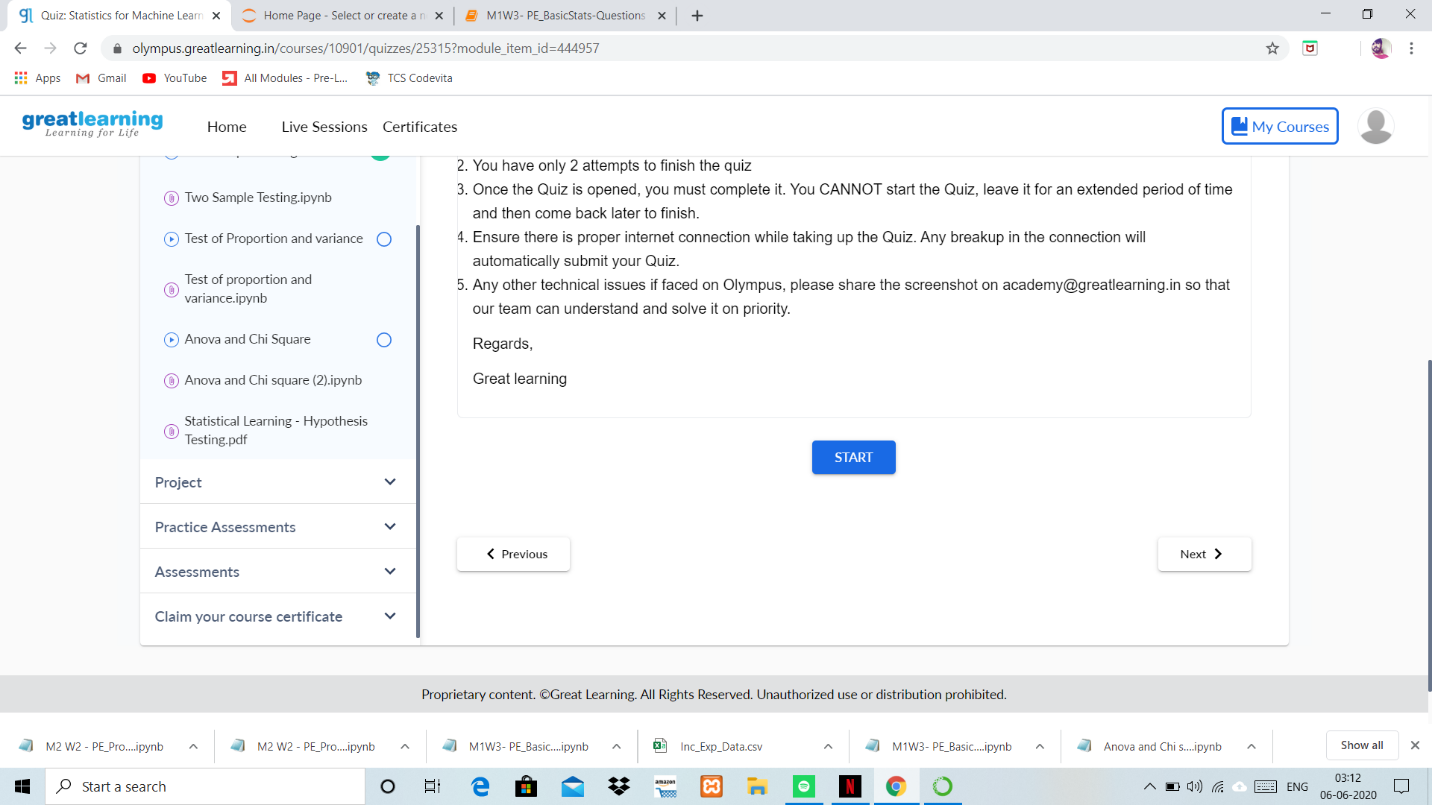 Quiz: Statistics for Machine Learn
Home Page - Select or create a n
M1W3- PE_BasicStats-Questions
olympus.greatlearning.in/courses/10901/quizzes/25315?module_item_id=444957
Apps
Gmail
YouTube
All Modules - Pre-L...
TCS Codevita
greatlearning
Learning for Life
Home
Live Sessions
Certificates
My Courses
Two Sample Testing.ipynb
Test of Proportion and variance
Test of proportion and
variance.ipynb
Anova and Chi Square
Anova and Chi square (2).ipynb
Statistical Learning - Hypothesis
Testing.pdf
Project
Practice Assessments
Assessments
Claim your course certificate
2. You have only 2 attempts to finish the quiz
3. Once the Quiz is opened, you must complete it. You CANNOT start the Quiz, leave it for an extended period of time
and then come back later to finish.
4. Ensure there is proper internet connection while taking up the Quiz. Any breakup in the connection will
automatically submit your Quiz.
5. Any other technical issues if faced on Olympus, please share the screenshot on academy@greatlearning.in so that
our team can understand and solve it on priority.
Regards,
Great learning
START
Previous
Next
Proprietary content. ©Great Learning. All Rights Reserved. Unauthorized use or distribution prohibited.
M2 W2 - PE_Pro....ipynb
M2 W2 - PE_Pro....ipynb
M1W3- PE_Basic....ipynb
Inc_Exp_Data.csv
M1W3- PE_Basic....ipynb
Anova and Chi s....ipynb
Show all
Start a search
amazon
ENG
03:12
06-06-2020